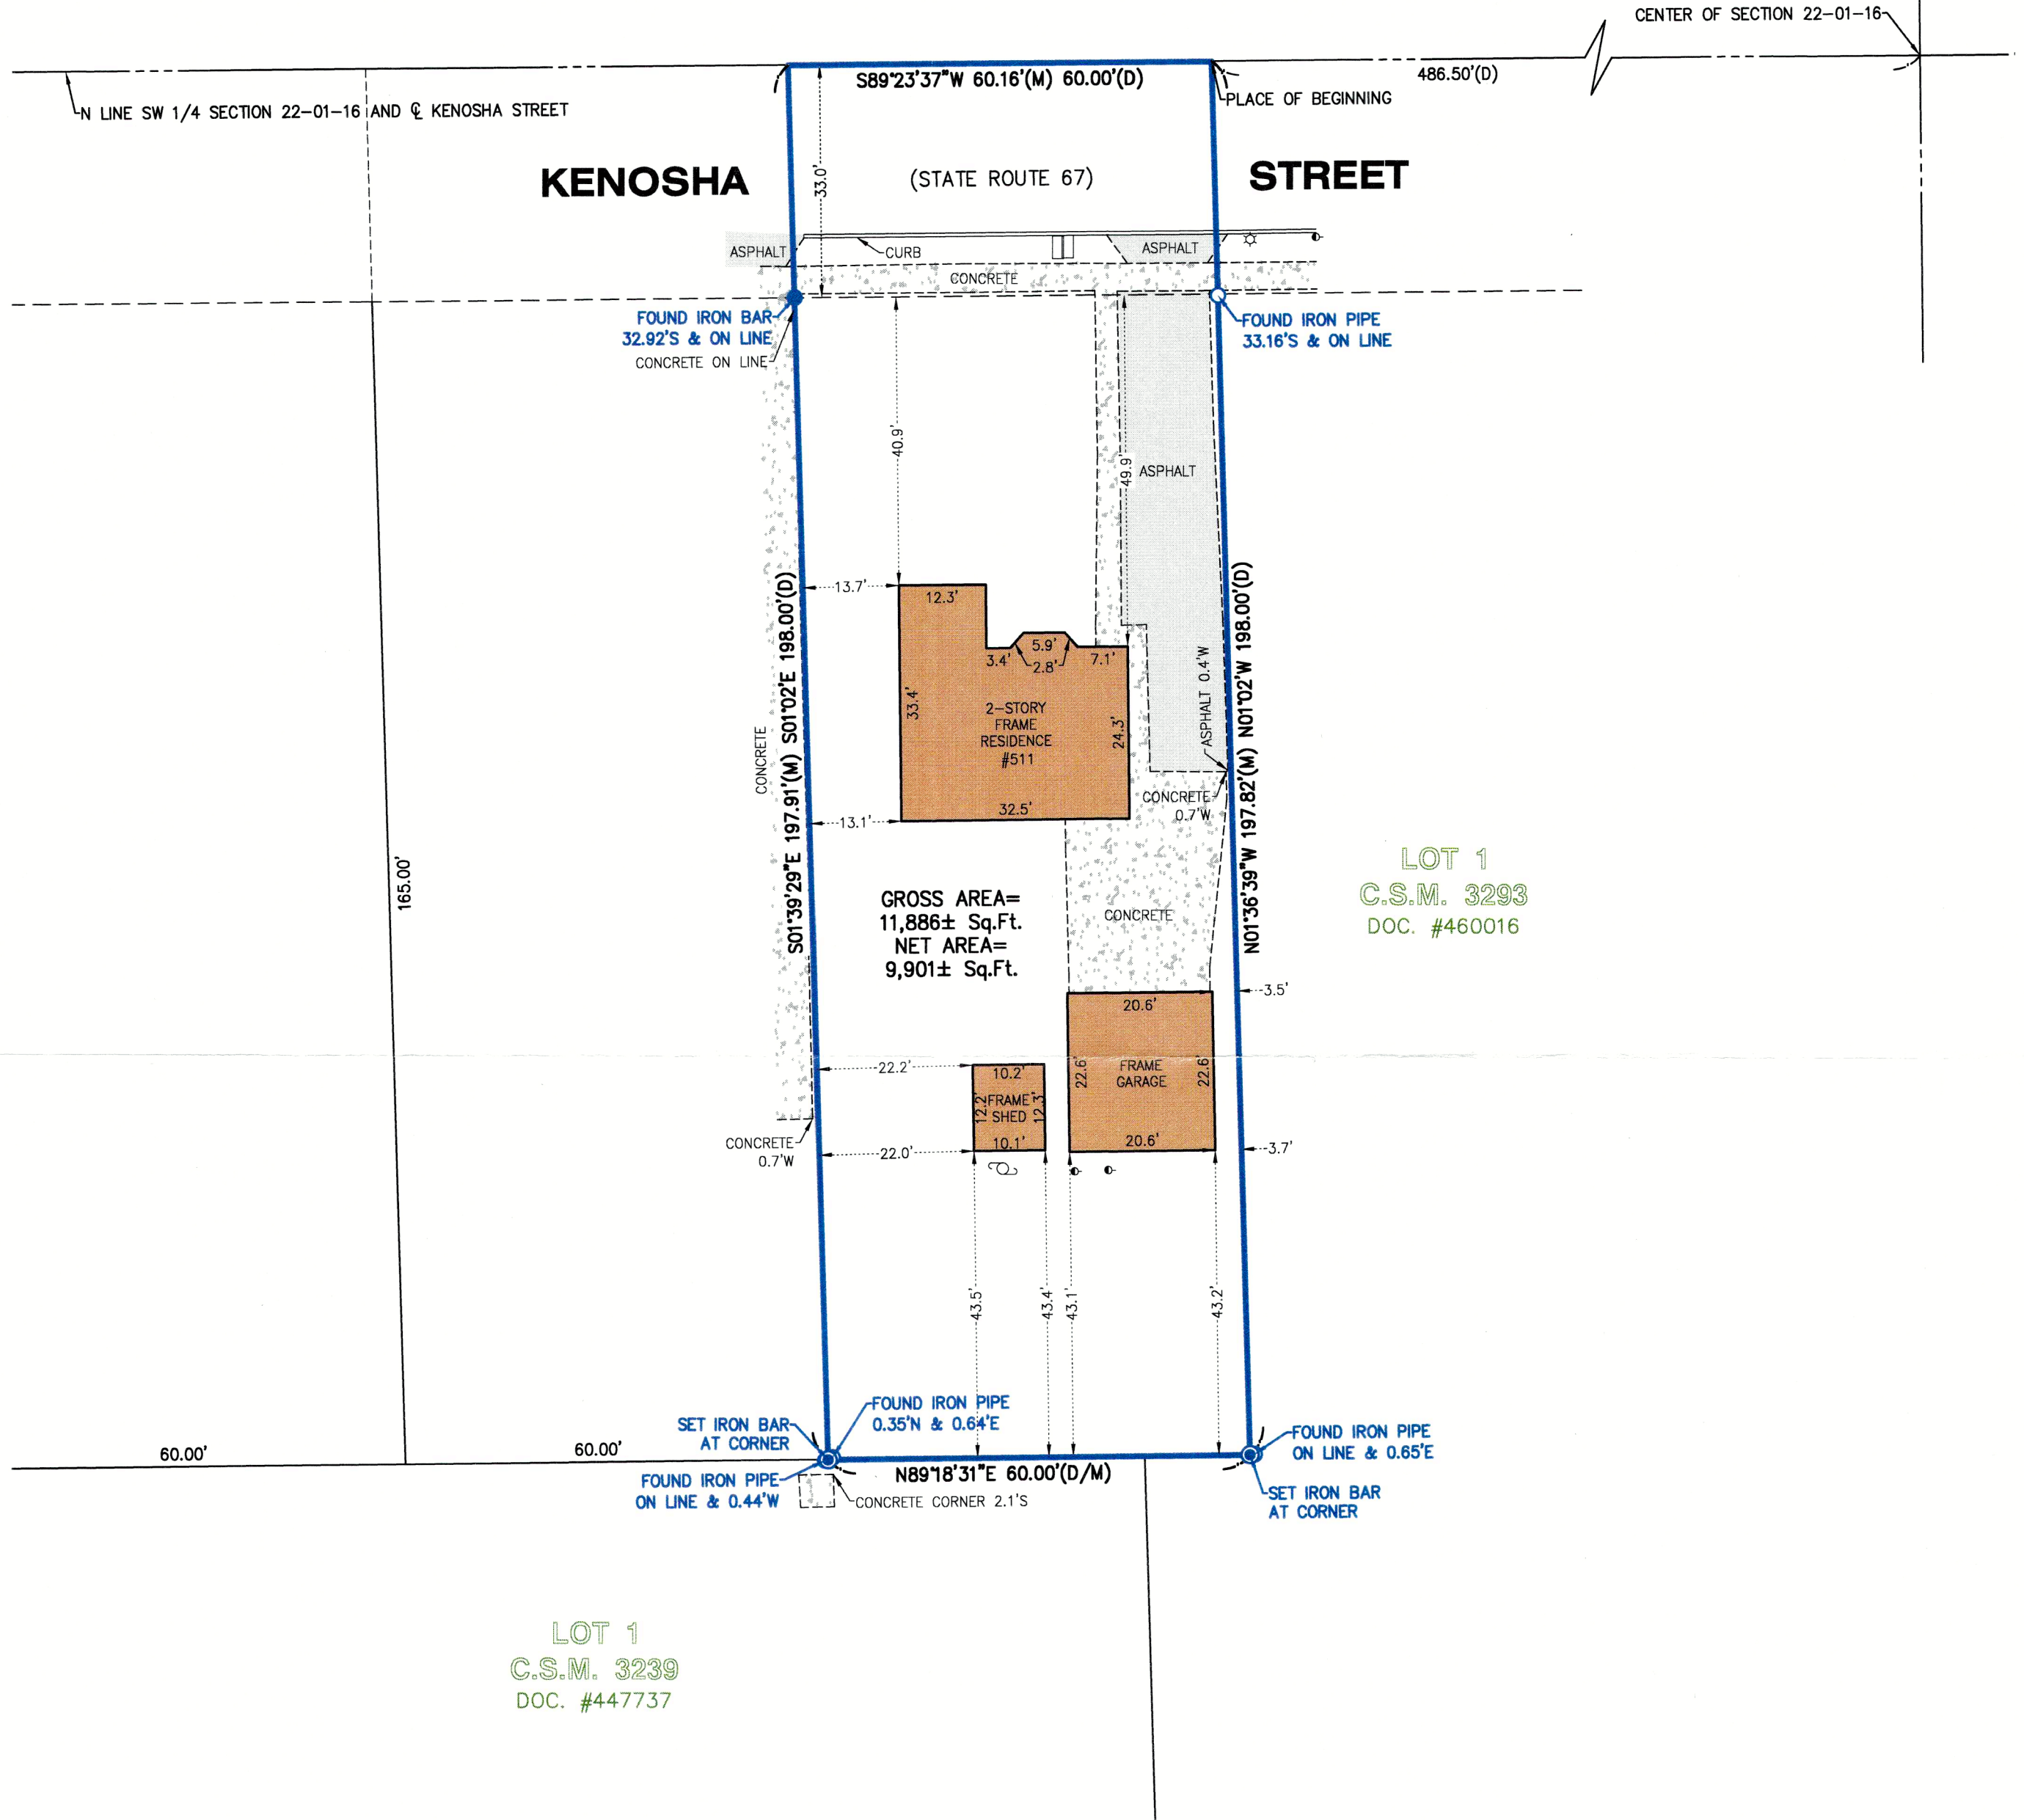 CENTER OF SECTION 22-01-16
S89°23'37"W 60.16'(M) 60.00'(D)
486.50'(D)
PLACE OF BEGINNING
N LINE SW 1/4 SECTION 22-01-16 AND ℄ KENOSHA STREET
KENOSHA
(STATE ROUTE 67)
STREET
33.0'
ASPHALT
CURB
ASPHALT
CONCRETE
FOUND IRON BAR
32.92'S & ON LINE
CONCRETE ON LINE
FOUND IRON PIPE
33.16'S & ON LINE
40.9'
49.9'
ASPHALT
13.7'
12.3'
3.4'
5.9'
2.8'
7.1'
33.4'
2-STORY
FRAME
RESIDENCE
#511
24.3'
32.5'
13.1'
ASPHALT 0.4'W
CONCRETE
0.7'W
CONCRETE
S01°39'29"E 197.91'(M) S01°02'E 198.00'(D)
N01°36'39"W 197.82'(M) N01°02'W 198.00'(D)
165.00'
GROSS AREA=
11,886± Sq.Ft.
NET AREA=
9,901± Sq.Ft.
CONCRETE
LOT 1
C.S.M. 3293
DOC. #460016
3.5'
20.6'
22.6'
FRAME
GARAGE
22.6'
20.6'
3.7'
22.2'
10.2'
12.2'
FRAME
SHED
12.3'
10.1'
22.0'
CONCRETE
0.7'W
43.5'
43.4'
43.1'
43.2'
FOUND IRON PIPE
0.35'N & 0.64'E
SET IRON BAR
AT CORNER
60.00'
60.00'
FOUND IRON PIPE
ON LINE & 0.65'E
N89°18'31"E 60.00'(D/M)
FOUND IRON PIPE
ON LINE & 0.44'W
CONCRETE CORNER 2.1'S
SET IRON BAR
AT CORNER
LOT 1
C.S.M. 3239
DOC. #447737